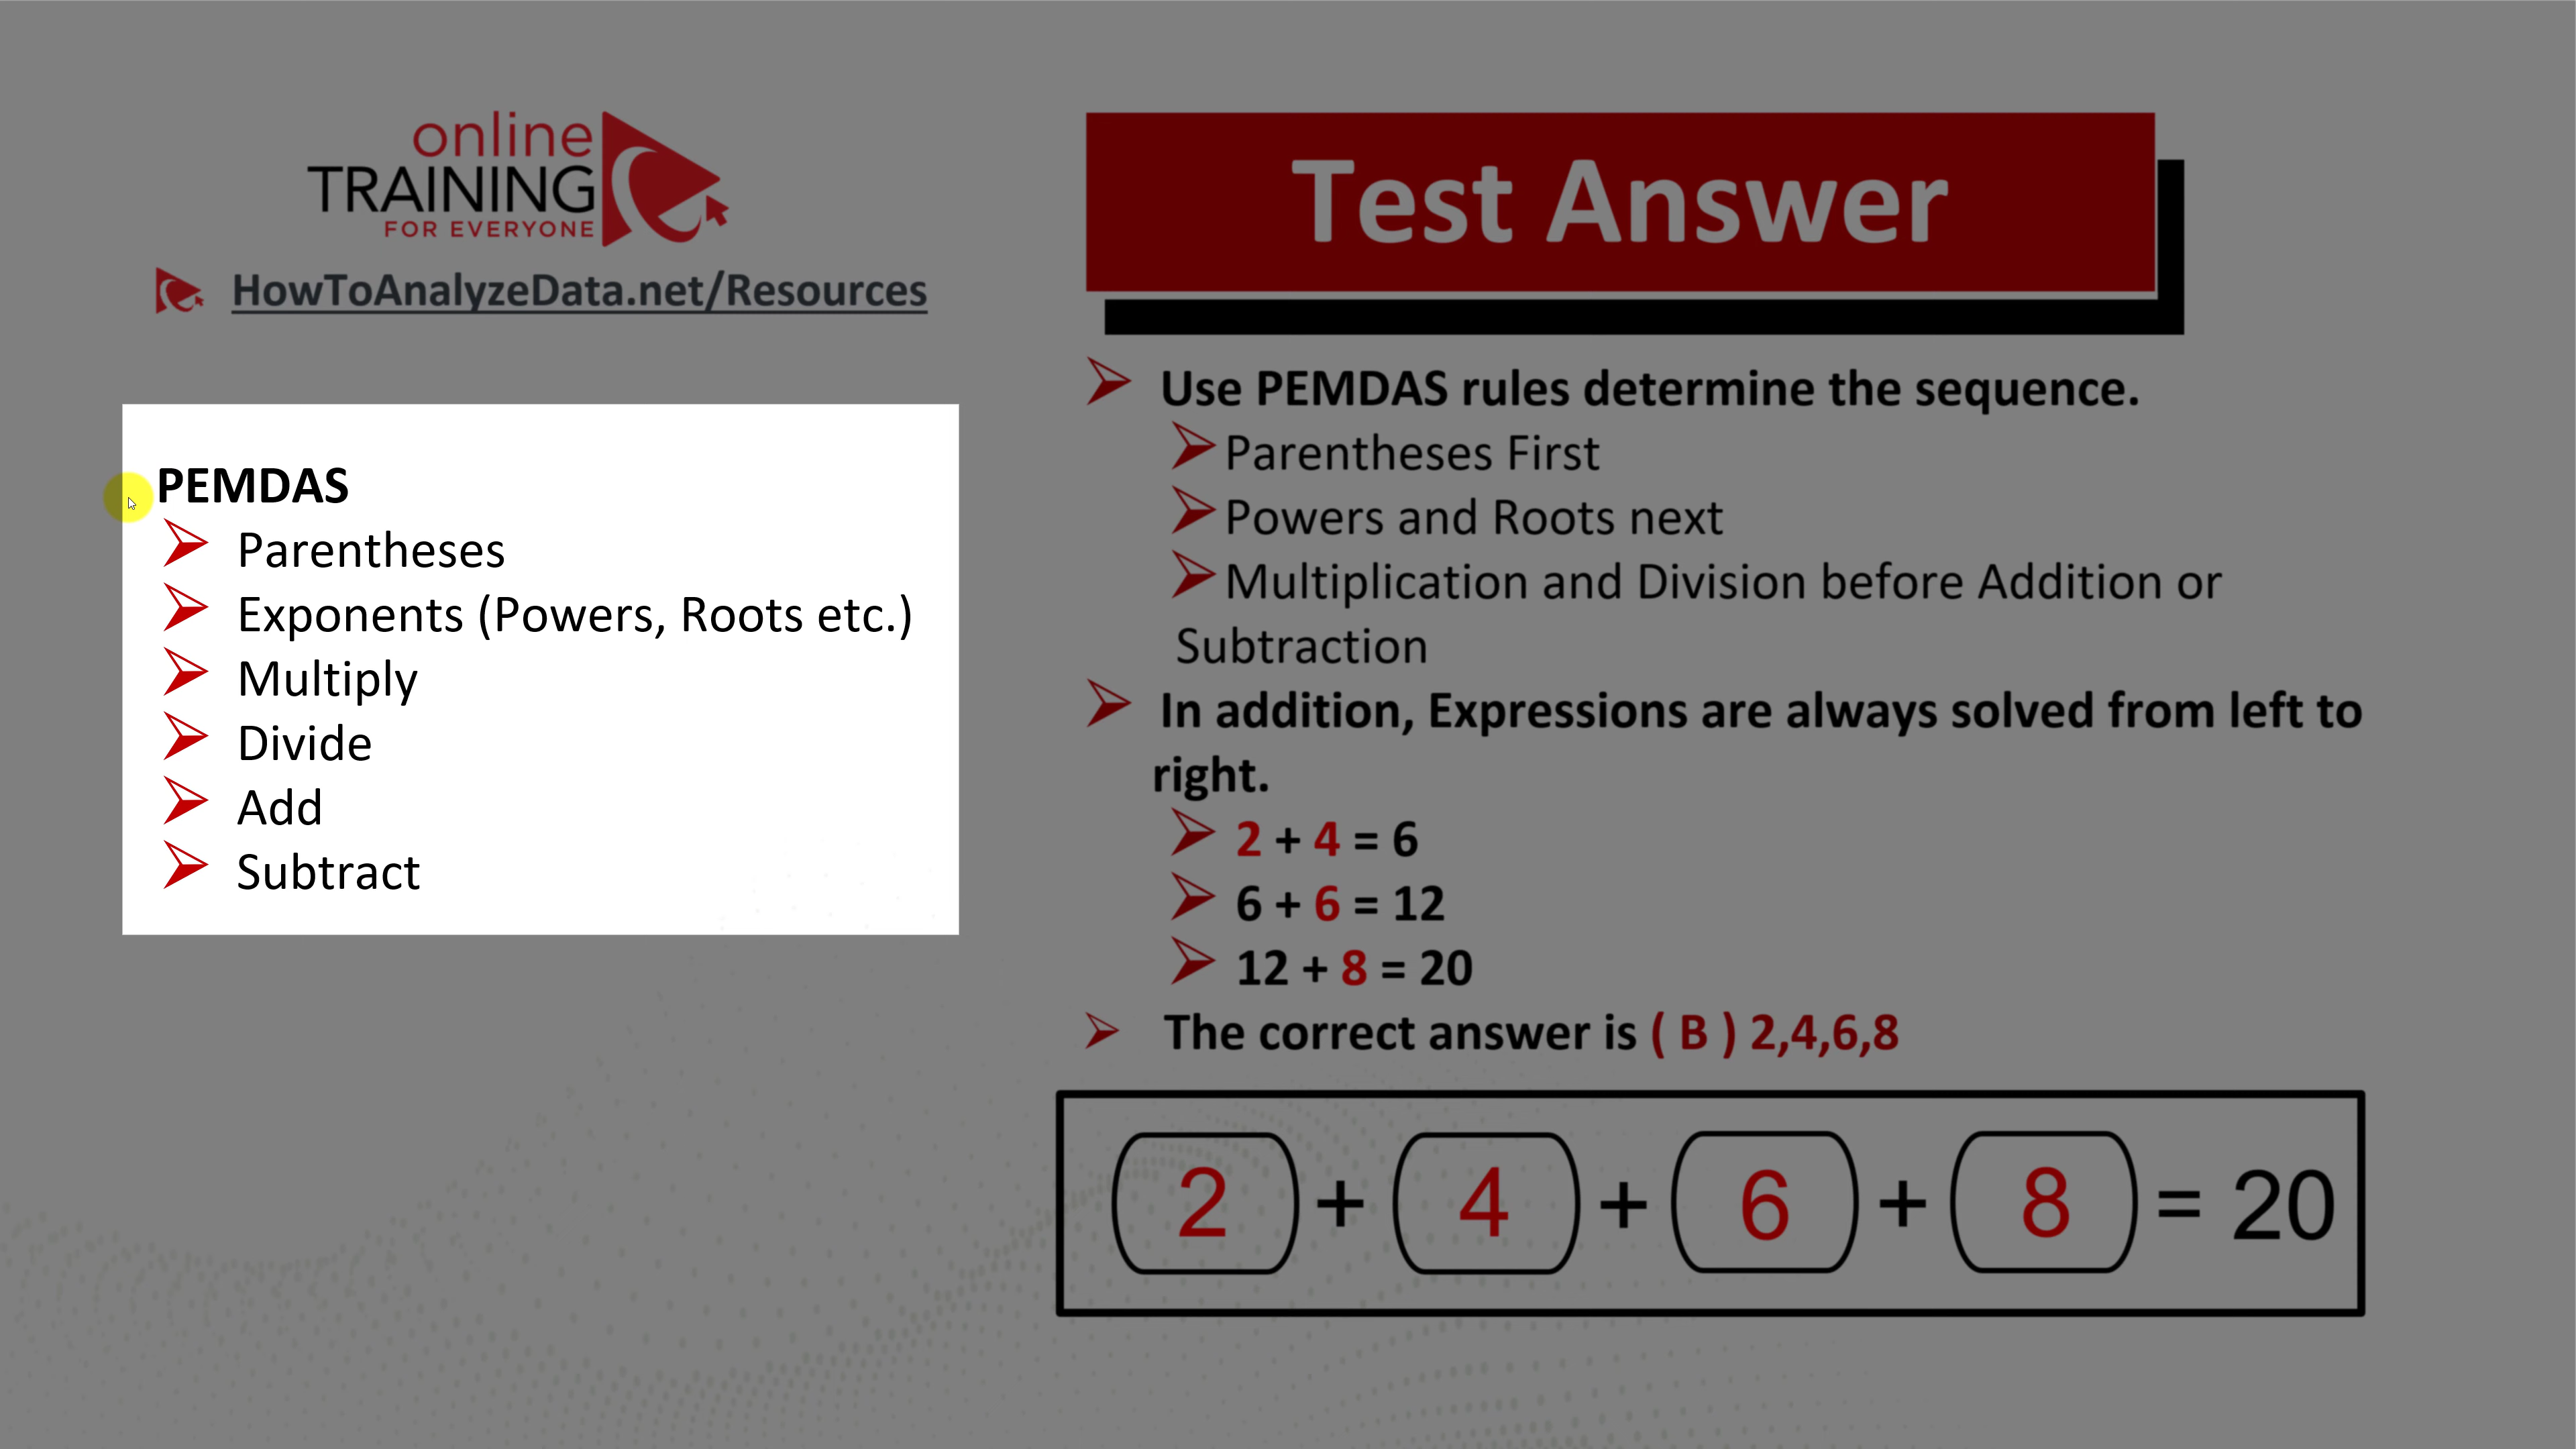 online
TRAINING
FOR EVERYONE
HowToAnalyzeData.net/Resources
PEMDAS
Parentheses
Exponents (Powers, Roots etc.)
Multiply
Divide
Add
Subtract
Test Answer
Use PEMDAS rules determine the sequence.
Parentheses First
Powers and Roots next
Multiplication and Division before Addition or
Subtraction
In addition, Expressions are always solved from left to
right.
2 + 4 = 6
6 + 6 = 12
12 + 8 = 20
The correct answer is ( B ) 2,4,6,8
2 + 4 + 6 + 8 = 20